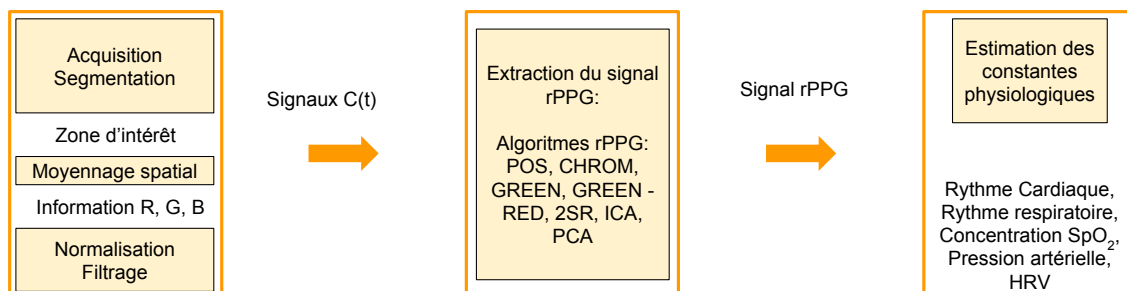 Acquisition
Segmentation
Zone d'intérêt
Moyennage spatial
Information R, G, B
Normalisation
Filtrage
Signaux C(t)
Extraction du signal
rPPG:
Algoritmes rPPG:
POS, CHROM,
GREEN, GREEN -
RED, 2SR, ICA,
PCA
Signal rPPG
Estimation des
constantes
physiologiques
Rythme Cardiaque,
Rythme respiratoire,
Concentration SpO₂,
Pression artérielle,
HRV